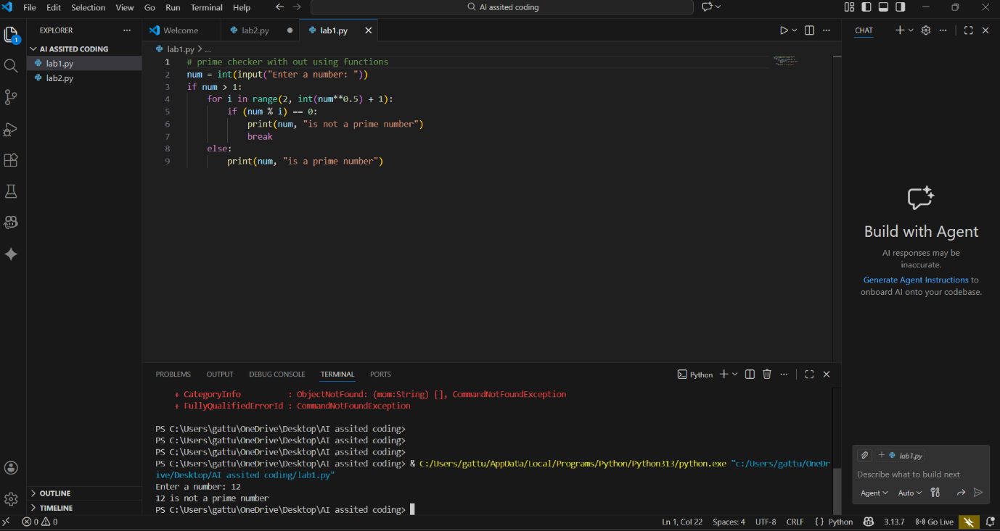 File Edit Selection View Go Run Terminal Help
AI assited coding
EXPLORER
AI ASSITED CODING
lab1.py
lab2.py
OUTLINE
TIMELINE
Welcome lab2.py lab1.py
lab1.py > ...
1 # prime checker with out using functions
2 num = int(input("Enter a number: "))
3 if num > 1:
4     for i in range(2, int(num**0.5) + 1):
5         if (num % i) == 0:
6             print(num, "is not a prime number")
7             break
8     else:
9         print(num, "is a prime number")
PROBLEMS OUTPUT DEBUG CONSOLE TERMINAL PORTS
Python
+ CategoryInfo          : ObjectNotFound: (mom:String) [], CommandNotFoundException
+ FullyQualifiedErrorId : CommandNotFoundException
PS C:\Users\gattu\OneDrive\Desktop\AI assited coding>
PS C:\Users\gattu\OneDrive\Desktop\AI assited coding>
PS C:\Users\gattu\OneDrive\Desktop\AI assited coding>
PS C:\Users\gattu\OneDrive\Desktop\AI assited coding> & C:/Users/gattu/AppData/Local/Programs/Python/Python313/python.exe "c:/Users/gattu/OneDr
ive/Desktop/AI assited coding/lab1.py"
Enter a number: 12
12 is not a prime number
PS C:\Users\gattu\OneDrive\Desktop\AI assited coding>
CHAT
Build with Agent
AI responses may be
inaccurate.
Generate Agent Instructions to
onboard AI onto your codebase.
+ lab1.py
Describe what to build next
Agent Auto
1
0 0
Ln 1, Col 22 Spaces: 4 UTF-8 CRLF { } Python 3.13.7 Go Live